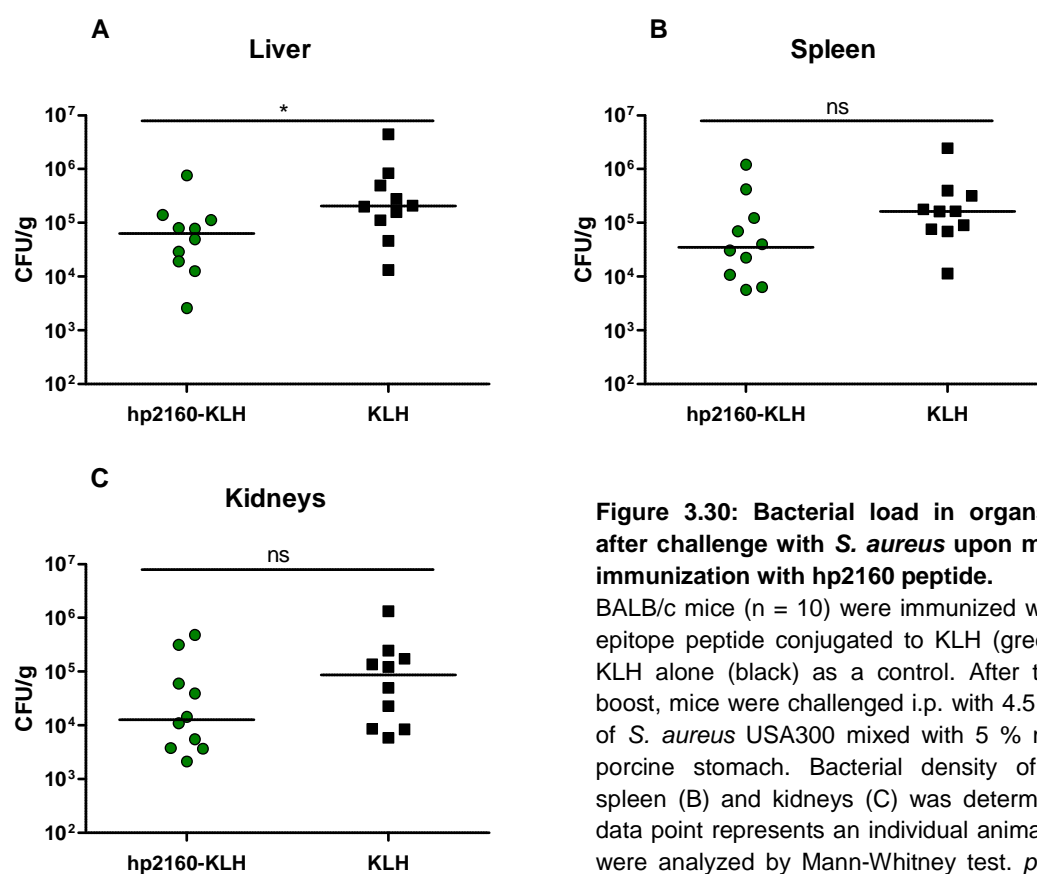 A
Liver
*
CFU/g
10⁷
10⁶
10⁵
10⁴
10³
10²
hp2160-KLH
KLH
B
Spleen
ns
CFU/g
10⁷
10⁶
10⁵
10⁴
10³
10²
hp2160-KLH
KLH
C
Kidneys
ns
CFU/g
10⁷
10⁶
10⁵
10⁴
10³
10²
hp2160-KLH
KLH
Figure 3.30: Bacterial load in organ
after challenge with S. aureus upon
immunization with hp2160 peptide.
BALB/c mice (n = 10) were immunized
epitope peptide conjugated to KLH
KLH alone (black) as a control. After
boost, mice were challenged i.p. with 4.5
of S. aureus USA300 mixed with 5 %
porcine stomach. Bacterial density of
spleen (B) and kidneys (C) was
data point represents an individual
were analyzed by Mann-Whitney test. p